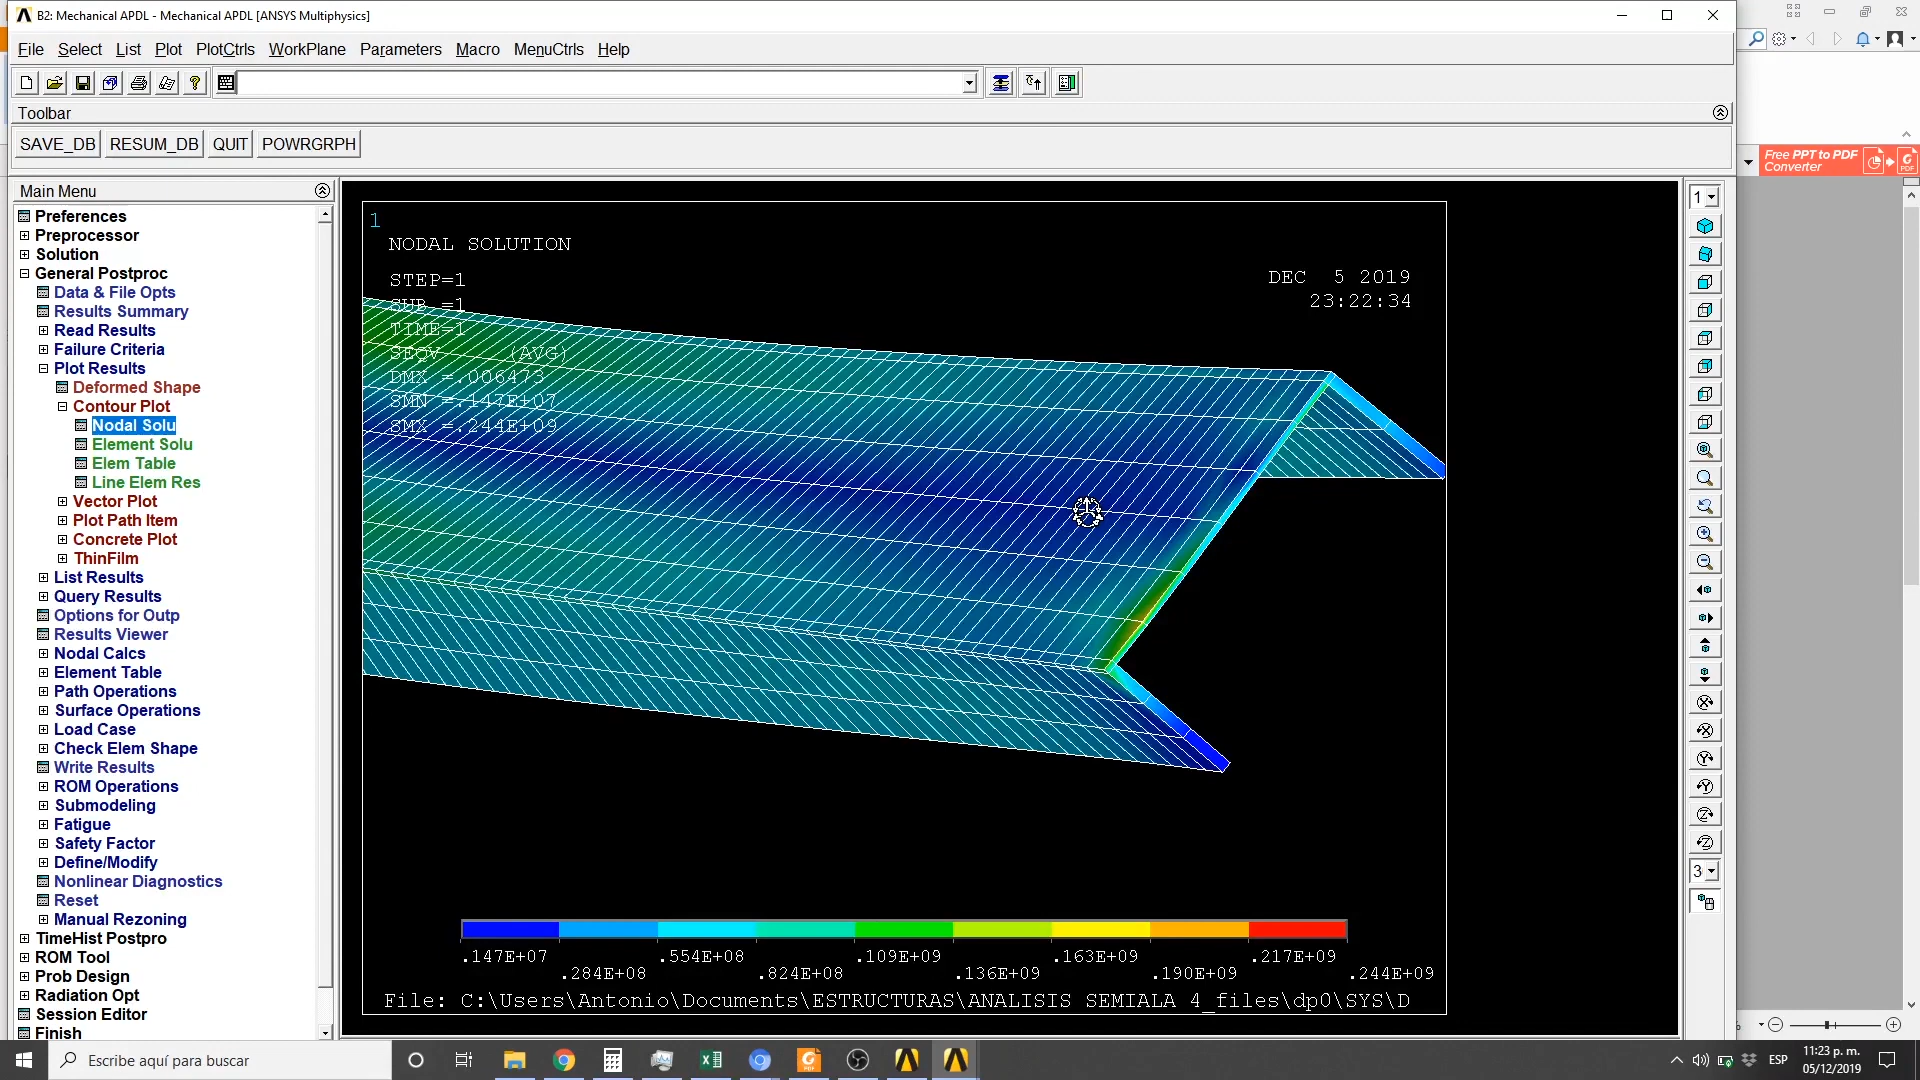 B2: Mechanical APDL - Mechanical APDL [ANSYS Multiphysics]
File Select List Plot PlotCtrls WorkPlane Parameters Macro MenuCtrls Help
Toolbar
SAVE_DB RESUM_DB QUIT POWRGRPH
Free PPT to PDF
Converter
Main Menu
Preferences
Preprocessor
Solution
General Postproc
Data & File Opts
Results Summary
Read Results
Failure Criteria
Plot Results
Deformed Shape
Contour Plot
Nodal Solu
Element Solu
Elem Table
Line Elem Res
Vector Plot
Plot Path Item
Concrete Plot
ThinFilm
List Results
Query Results
Options for Outp
Results Viewer
Nodal Calcs
Element Table
Path Operations
Surface Operations
Load Case
Check Elem Shape
Write Results
ROM Operations
Submodeling
Fatigue
Safety Factor
Define/Modify
Nonlinear Diagnostics
Reset
Manual Rezoning
TimeHist Postpro
ROM Tool
Prob Design
Radiation Opt
Session Editor
Finish
1
NODAL SOLUTION
STEP=1
SUB =1
TIME=1
SEQV (AVG)
DMX =.006473
SMN =.147E+07
SMX =.244E+09
DEC 5 2019
23:22:34
.147E+07 .554E+08 .109E+09 .163E+09 .217E+09
.284E+08 .824E+08 .136E+09 .190E+09 .244E+09
File: C:\Users\Antonio\Documents\ESTRUCTURAS\ANALISIS SEMIALA 4_files\dp0\SYS\D
1
3
Escribe aquí para buscar
ESP
11:23 p. m.
05/12/2019